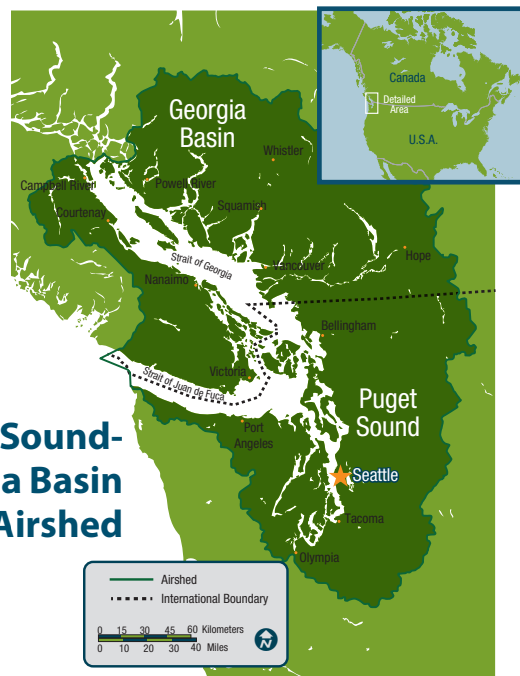 Canada
Detailed
Area
U.S.A.
Georgia
Basin
Whistler
Campbell River
Powell River
Squamish
Courtenay
Strait of Georgia
Vancouver
Hope
Nanaimo
Bellingham
Victoria
Strait of Juan de Fuca
Puget
Sound
Port
Angeles
Sound-
a Basin
Airshed
Seattle
Tacoma
Olympia
Airshed
International Boundary
0 15 30 45 60 Kilometers
0 10 20 30 40 Miles
N